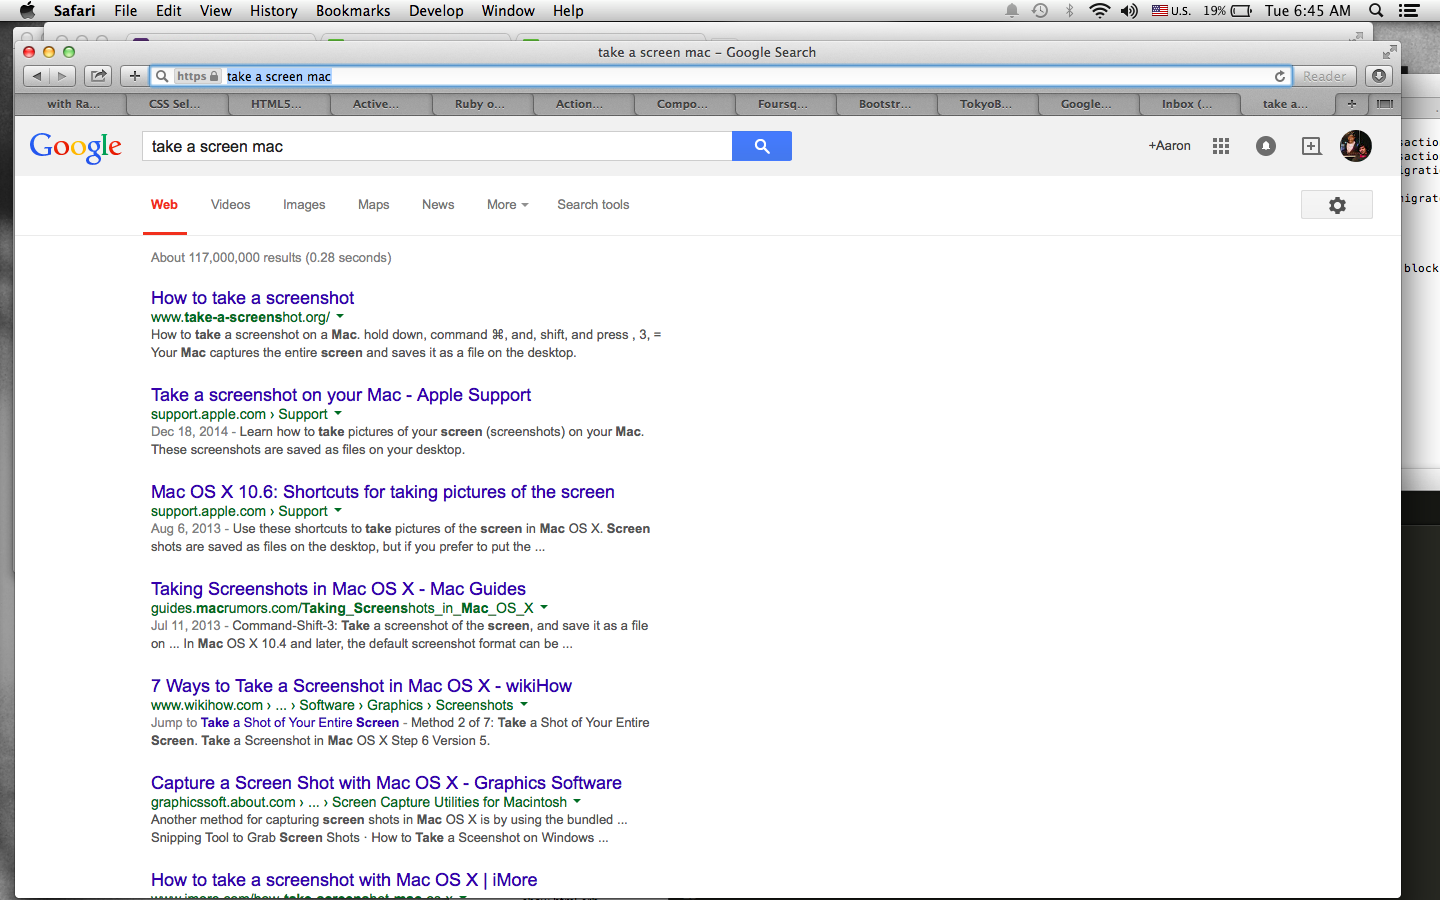 Safari File Edit View History Bookmarks Develop Window Help U.S. 19% Tue 6:45 AM
take a screen mac – Google Search
https take a screen mac Reader
with Ra... CSS Sel... HTML5... Active... Ruby o... Action... Compo... Foursq... Bootstr... TokyoB... Google... Inbox (... take a...
Google take a screen mac +Aaron
Web Videos Images Maps News More Search tools
About 117,000,000 results (0.28 seconds)
How to take a screenshot
www.take-a-screenshot.org/
How to take a screenshot on a Mac. hold down, command ⌘, and, shift, and press , 3, =
Your Mac captures the entire screen and saves it as a file on the desktop.
Take a screenshot on your Mac - Apple Support
support.apple.com › Support
Dec 18, 2014 - Learn how to take pictures of your screen (screenshots) on your Mac.
These screenshots are saved as files on your desktop.
Mac OS X 10.6: Shortcuts for taking pictures of the screen
support.apple.com › Support
Aug 6, 2013 - Use these shortcuts to take pictures of the screen in Mac OS X. Screen
shots are saved as files on the desktop, but if you prefer to put the ...
Taking Screenshots in Mac OS X - Mac Guides
guides.macrumors.com/Taking_Screenshots_in_Mac_OS_X
Jul 11, 2013 - Command-Shift-3: Take a screenshot of the screen, and save it as a file
on ... In Mac OS X 10.4 and later, the default screenshot format can be ...
7 Ways to Take a Screenshot in Mac OS X - wikiHow
www.wikihow.com › ... › Software › Graphics › Screenshots
Jump to Take a Shot of Your Entire Screen - Method 2 of 7: Take a Shot of Your Entire
Screen. Take a Screenshot in Mac OS X Step 6 Version 5.
Capture a Screen Shot with Mac OS X - Graphics Software
graphicssoft.about.com › ... › Screen Capture Utilities for Macintosh
Another method for capturing screen shots in Mac OS X is by using the bundled ...
Snipping Tool to Grab Screen Shots · How to Take a Sceenshot on Windows ...
How to take a screenshot with Mac OS X | iMore
saction
saction
gratio
migrat
block